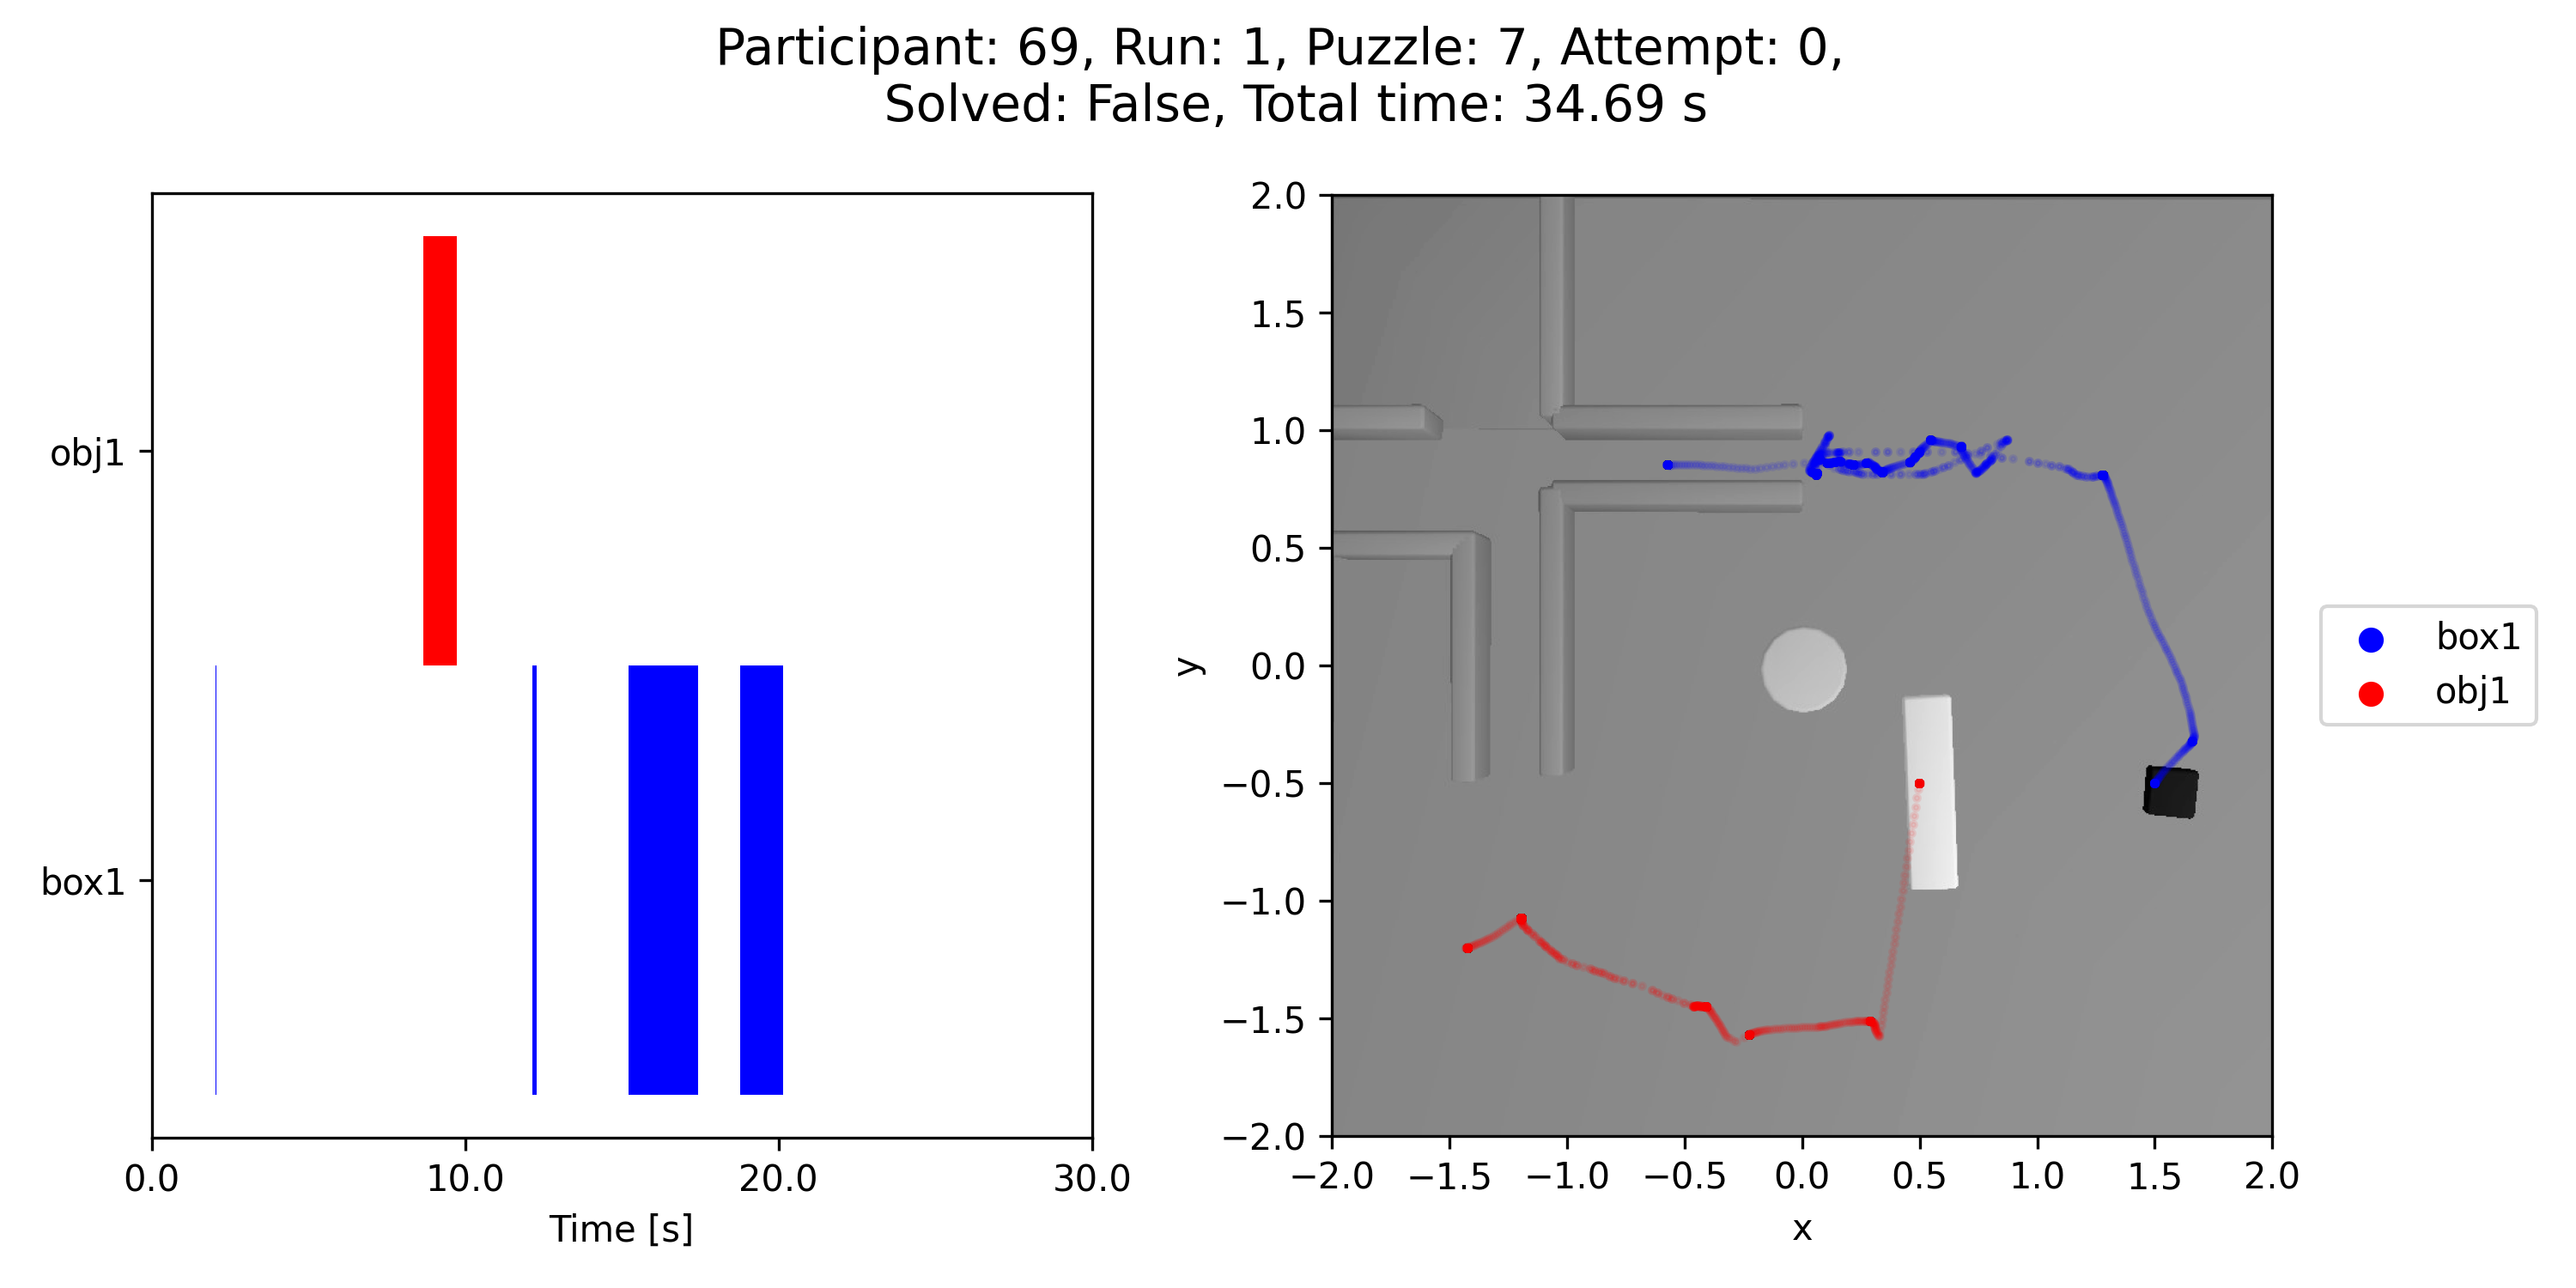 Participant: 69, Run: 1, Puzzle: 7, Attempt: 0,
Solved: False, Total time: 34.69 s
obj1
box1
0.0 10.0 20.0 30.0
Time [s]
2.0
1.5
1.0
0.5
0.0
−0.5
−1.0
−1.5
−2.0
y
−2.0 −1.5 −1.0 −0.5 0.0 0.5 1.0 1.5 2.0
x
box1
obj1